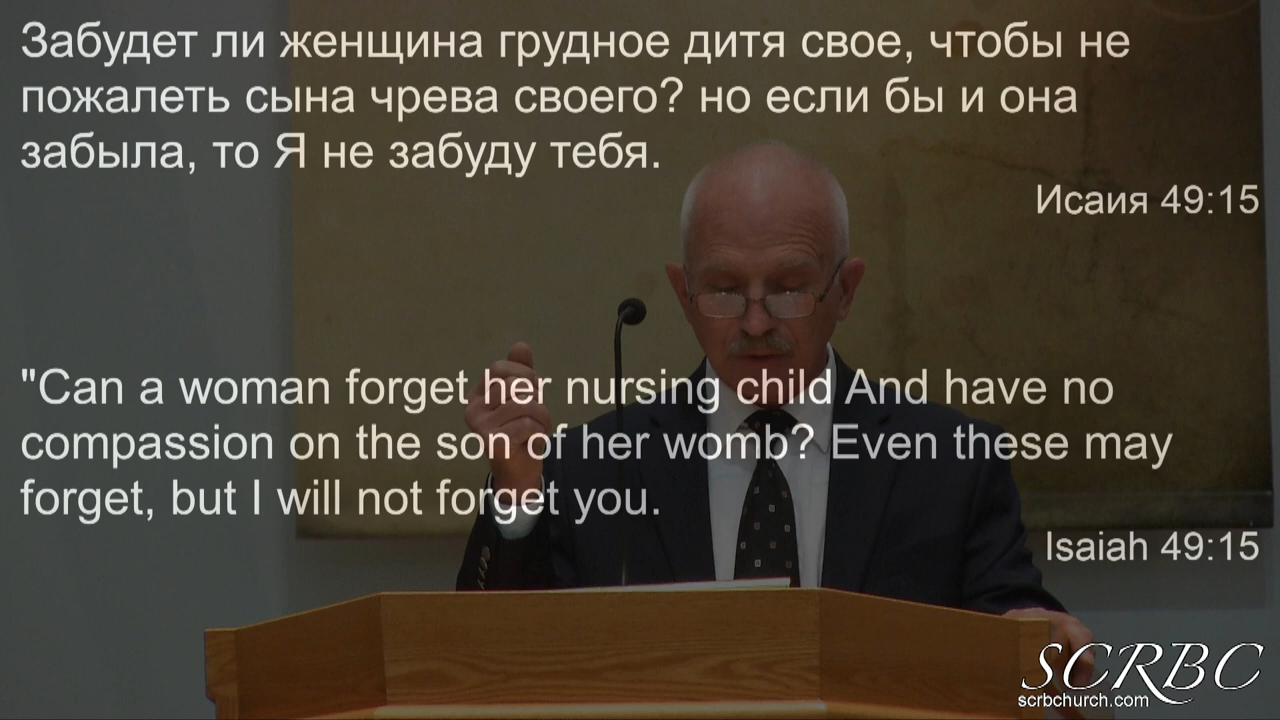 Забудет ли женщина грудное дитя свое, чтобы не
пожалеть сына чрева своего? но если бы и она
забыла, то Я не забуду тебя.
Исаия 49:15
"Can a woman forget her nursing child And have no
compassion on the son of her womb? Even these may
forget, but I will not forget you.
Isaiah 49:15
SCRBC
scrbchurch.com